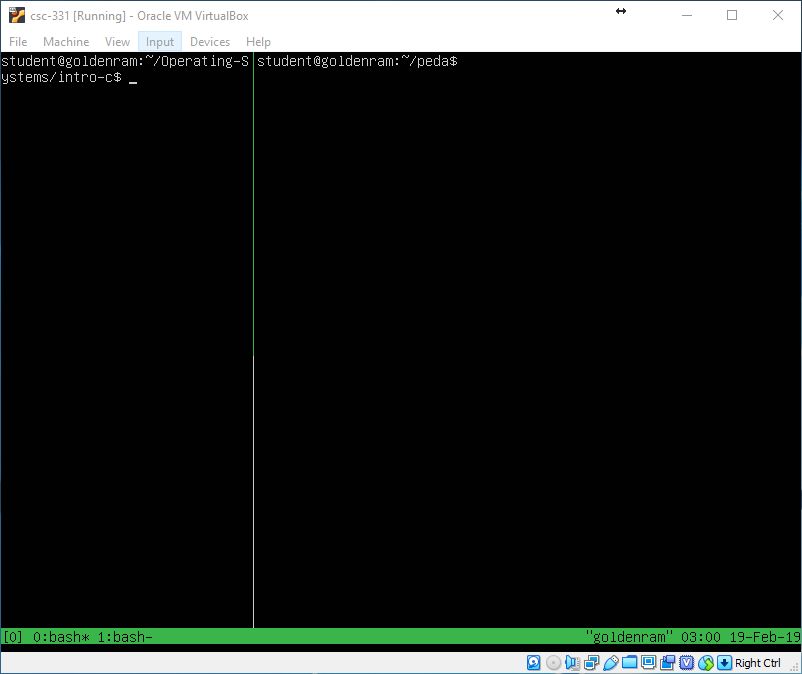 csc-331 [Running] - Oracle VM VirtualBox
File Machine View Input Devices Help
student@goldenram:~/Operating-S
ystems/intro-c$ _
student@goldenram:~/peda$
[0] 0:bash* 1:bash- "goldenram" 03:00 19-Feb-19
Right Ctrl